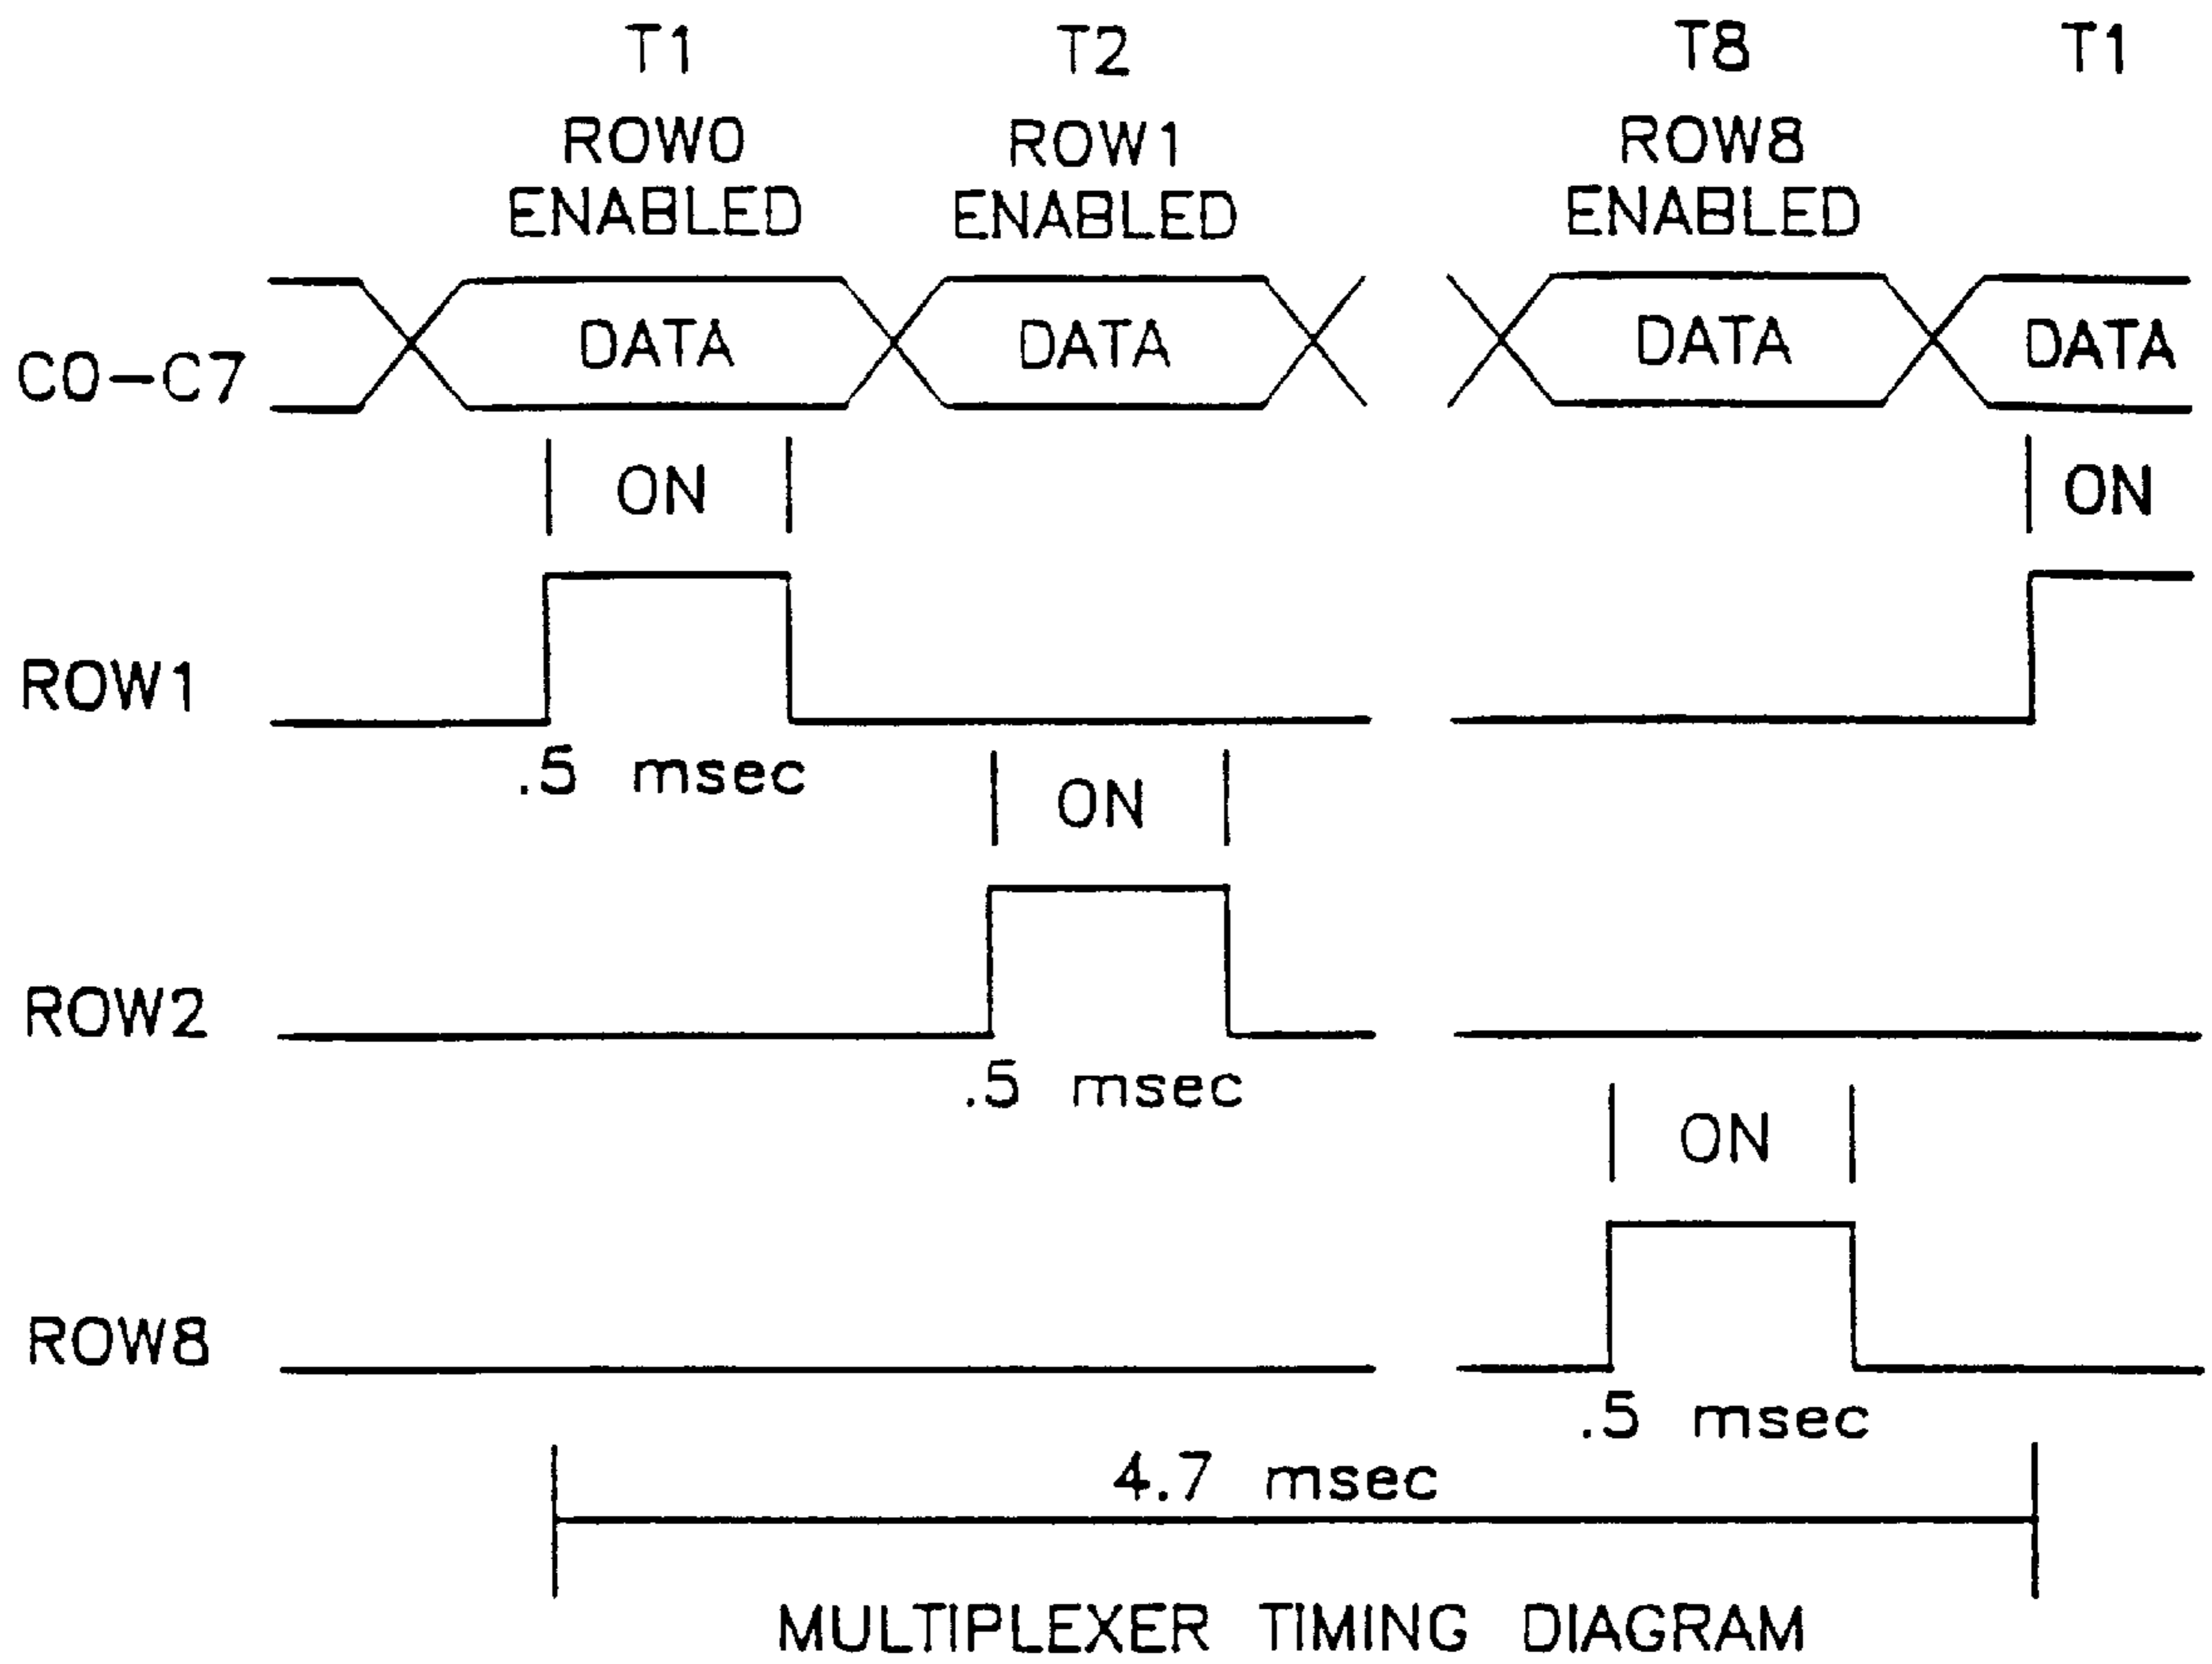 T1 T2 T8 T1
ROW0 ROW1 ROW8
ENABLED ENABLED ENABLED
C0-C7 DATA DATA DATA DATA
ON ON
ROW1
.5 msec
ON
ROW2
.5 msec
ON
ROW8
.5 msec
4.7 msec
MULTIPLEXER TIMING DIAGRAM